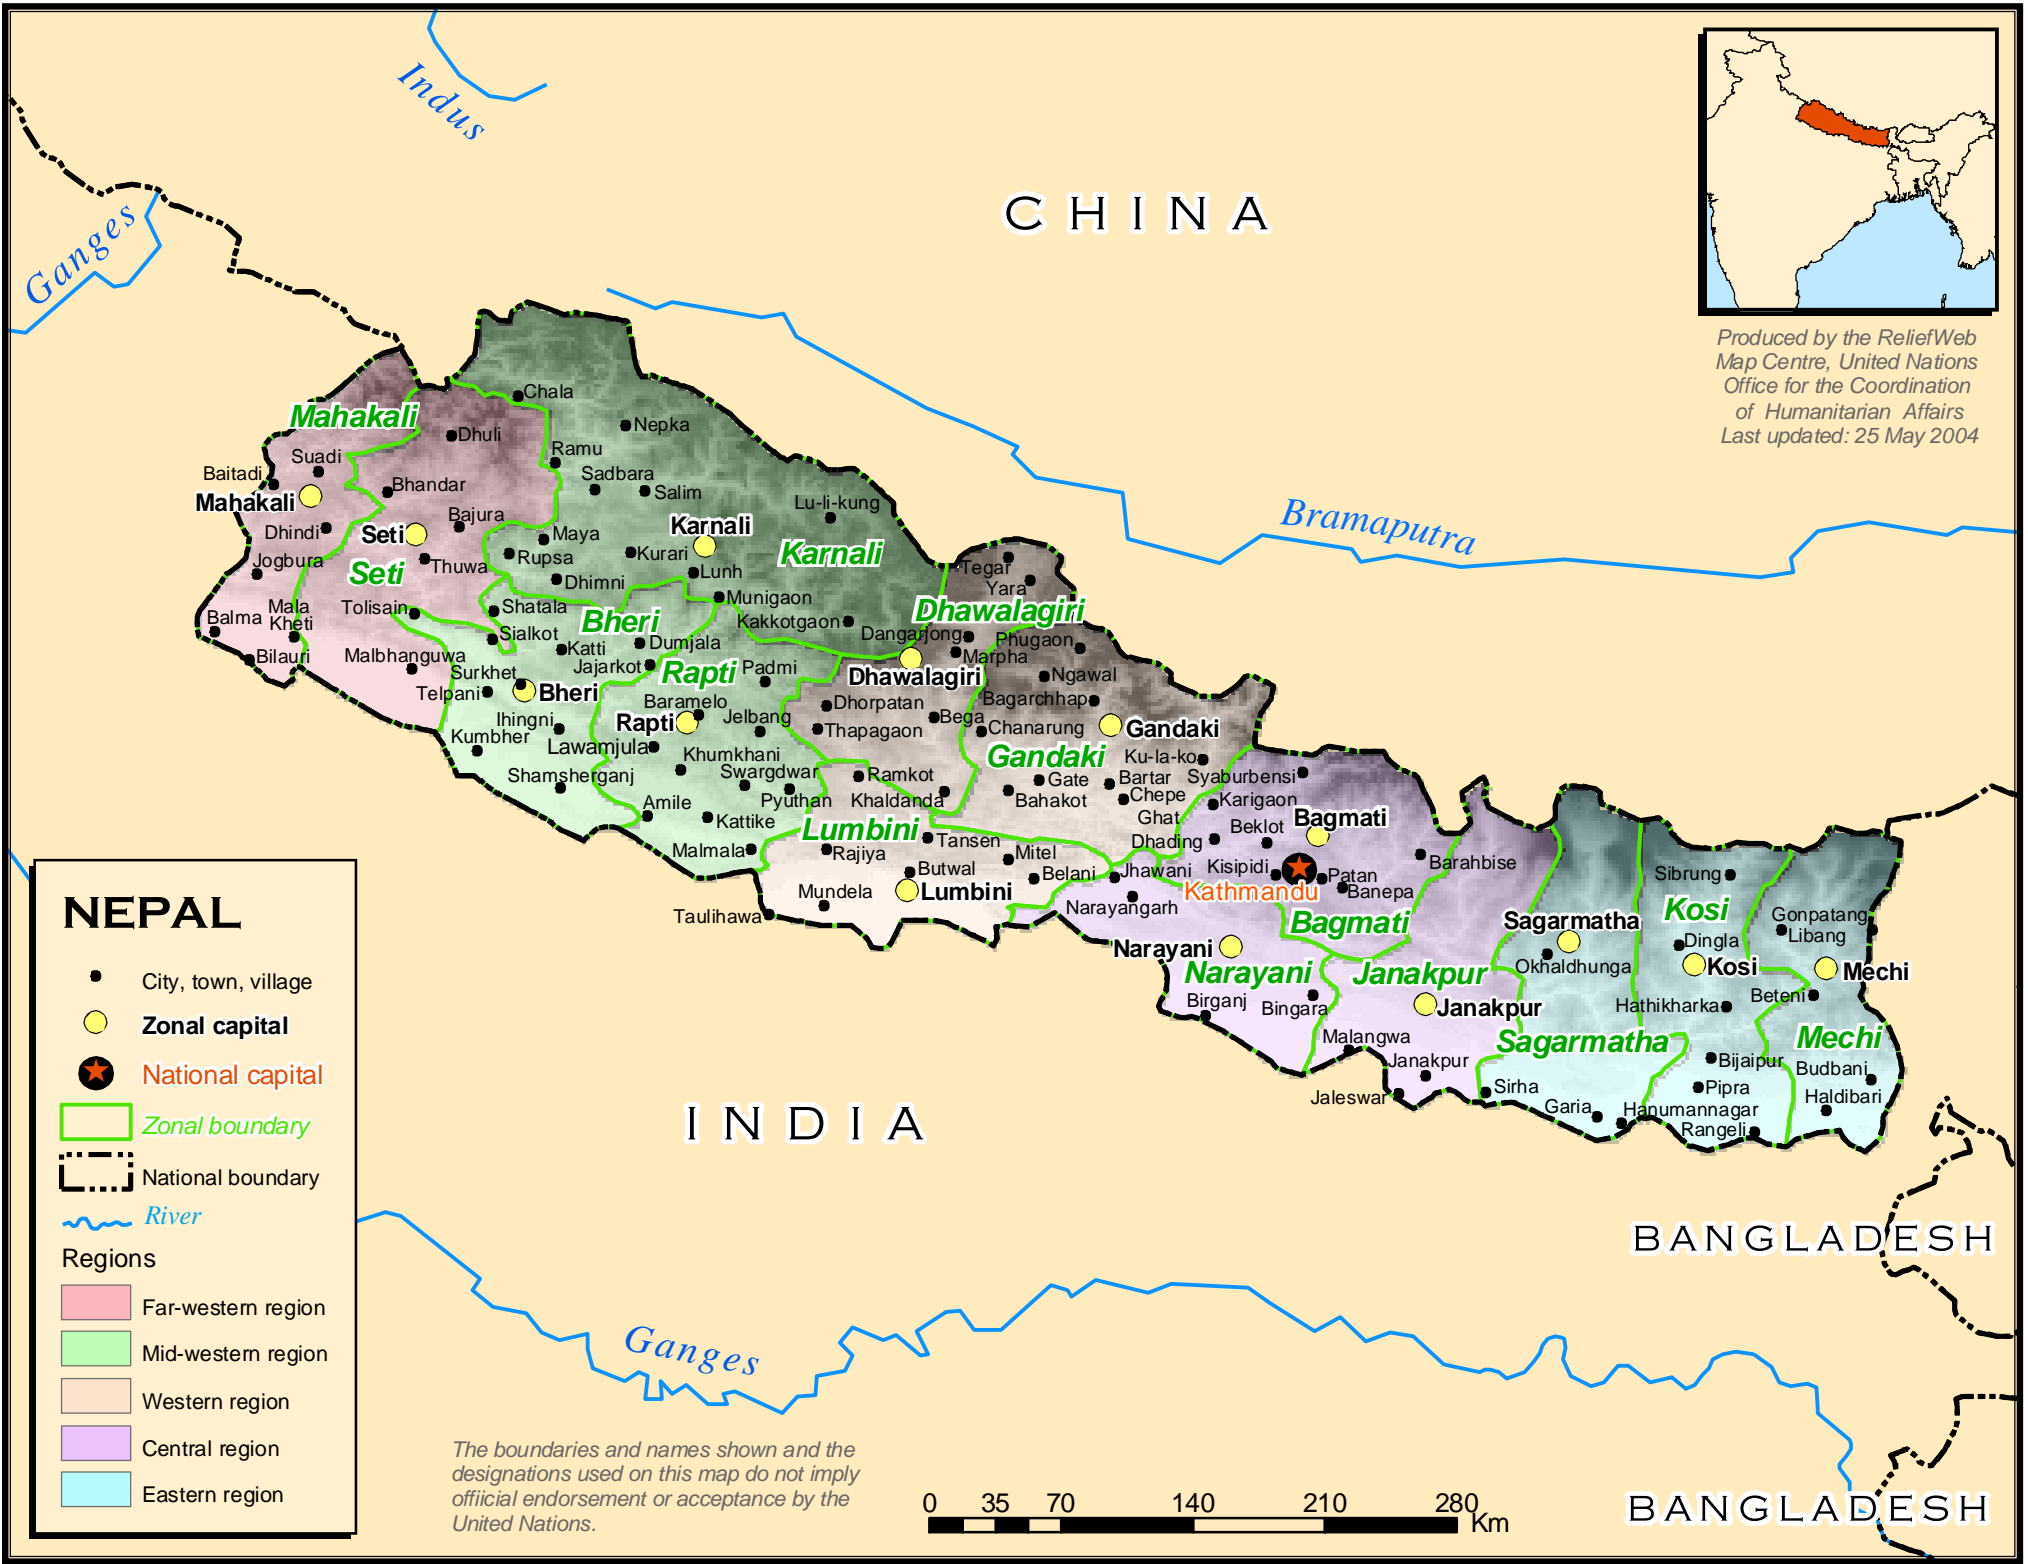 Indus
Ganges
CHINA
Produced by the ReliefWeb
Map Centre, United Nations
Office for the Coordination
of Humanitarian Affairs
Last updated: 25 May 2004
Bramaputra
Chala
Mahakali
Nepka
Dhuli
Ramu
Suadi
Baitadi
Sadbara
Bhandar
Salim
Mahakali
Lu-li-kung
Bajura
Karnali
Dhindi
Seti
Maya
Karnali
Rupsa
Kurari
Jogbura
Thuwa
Tegar
Seti
Lunh
Dhimni
Yara
Munigaon
Mala
Kheti
Tolisain
Shatala
Dhawalagiri
Balma
Bheri
Kakkotgaon
Sialkot
Dangarjong
Phugaon
Katti
Dumjala
Bilauri
Malbhanguwa
Jajarkot
Marpha
Padmi
Surkhet
Rapti
Dhawalagiri
Ngawal
Telpani
Bheri
Baramelo
Dhorpatan
Bagarchhap
Ihingni
Rapti
Jelbang
Bega
Thapagaon
Chanarung
Gandaki
Kumbher
Lawamjula
Khumkhani
Gandaki
Ku-la-ko
Shamsherganj
Swargdwar
Ramkot
Gate
Bartar
Syaburbensi
Pyuthan
Khaldanda
Bahakot
Chepe
Karigaon
Amile
Ghat
Kattike
Lumbini
Bagmati
Beklot
Malmala
Rajiya
Tansen
Dhading
Mitel
Barahbise
Butwal
Belani
Jhawani
Kisipidi
Patan
Sibrung
Mundela
Lumbini
Kathmandu
Banepa
Taulihawa
Narayangarh
Kosi
Bagmati
Sagarmatha
Gonpatang
Libang
Narayani
Dingla
Narayani
Janakpur
Okhaldhunga
Kosi
Mechi
Birganj
Bingara
Janakpur
Hathikharka
Beteni
Malangwa
Sagarmatha
Mechi
Janakpur
Bijaipur
Budbani
Jaleswar
Sirha
Pipra
Haldibari
Garia
Hanumannagar
Rangeli
INDIA
BANGLADESH
Ganges
BANGLADESH
NEPAL
City, town, village
Zonal capital
National capital
Zonal boundary
National boundary
River
Regions
Far-western region
Mid-western region
Western region
Central region
Eastern region
The boundaries and names shown and the
designations used on this map do not imply
offiicial endorsement or acceptance by the
United Nations.
0 35 70 140 210 280
Km